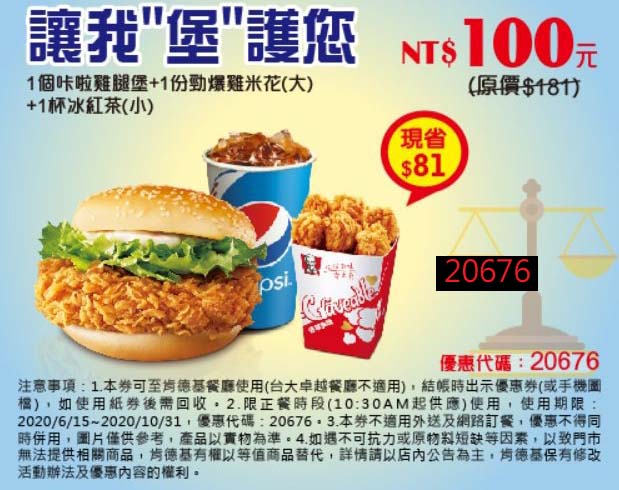 讓我"堡"護您
NT$100元
(原價$181)
1個咔啦雞腿堡+1份勁爆雞米花(大)
+1杯冰紅茶(小)
現省
$81
psi
KFC
Craveable
20676
優惠代碼：20676
注意事項：1.本券可至肯德基餐廳使用(台大卓越餐廳不適用)，結帳時出示優惠券(或手機圖
檔)，如使用紙券後需回收。2.限正餐時段(10:30AM起供應)使用，使用期限：
2020/6/15~2020/10/31，優惠代碼：20676。3.本券不適用外送及網路訂餐，優惠不得同
時併用，圖片僅供參考，產品以實物為準。4.如遇不可抗力或原物料短缺等因素，以致門市
無法提供相關商品，肯德基有權以等值商品替代，詳情請以店內公告為主，肯德基保有修改
活動辦法及優惠內容的權利。